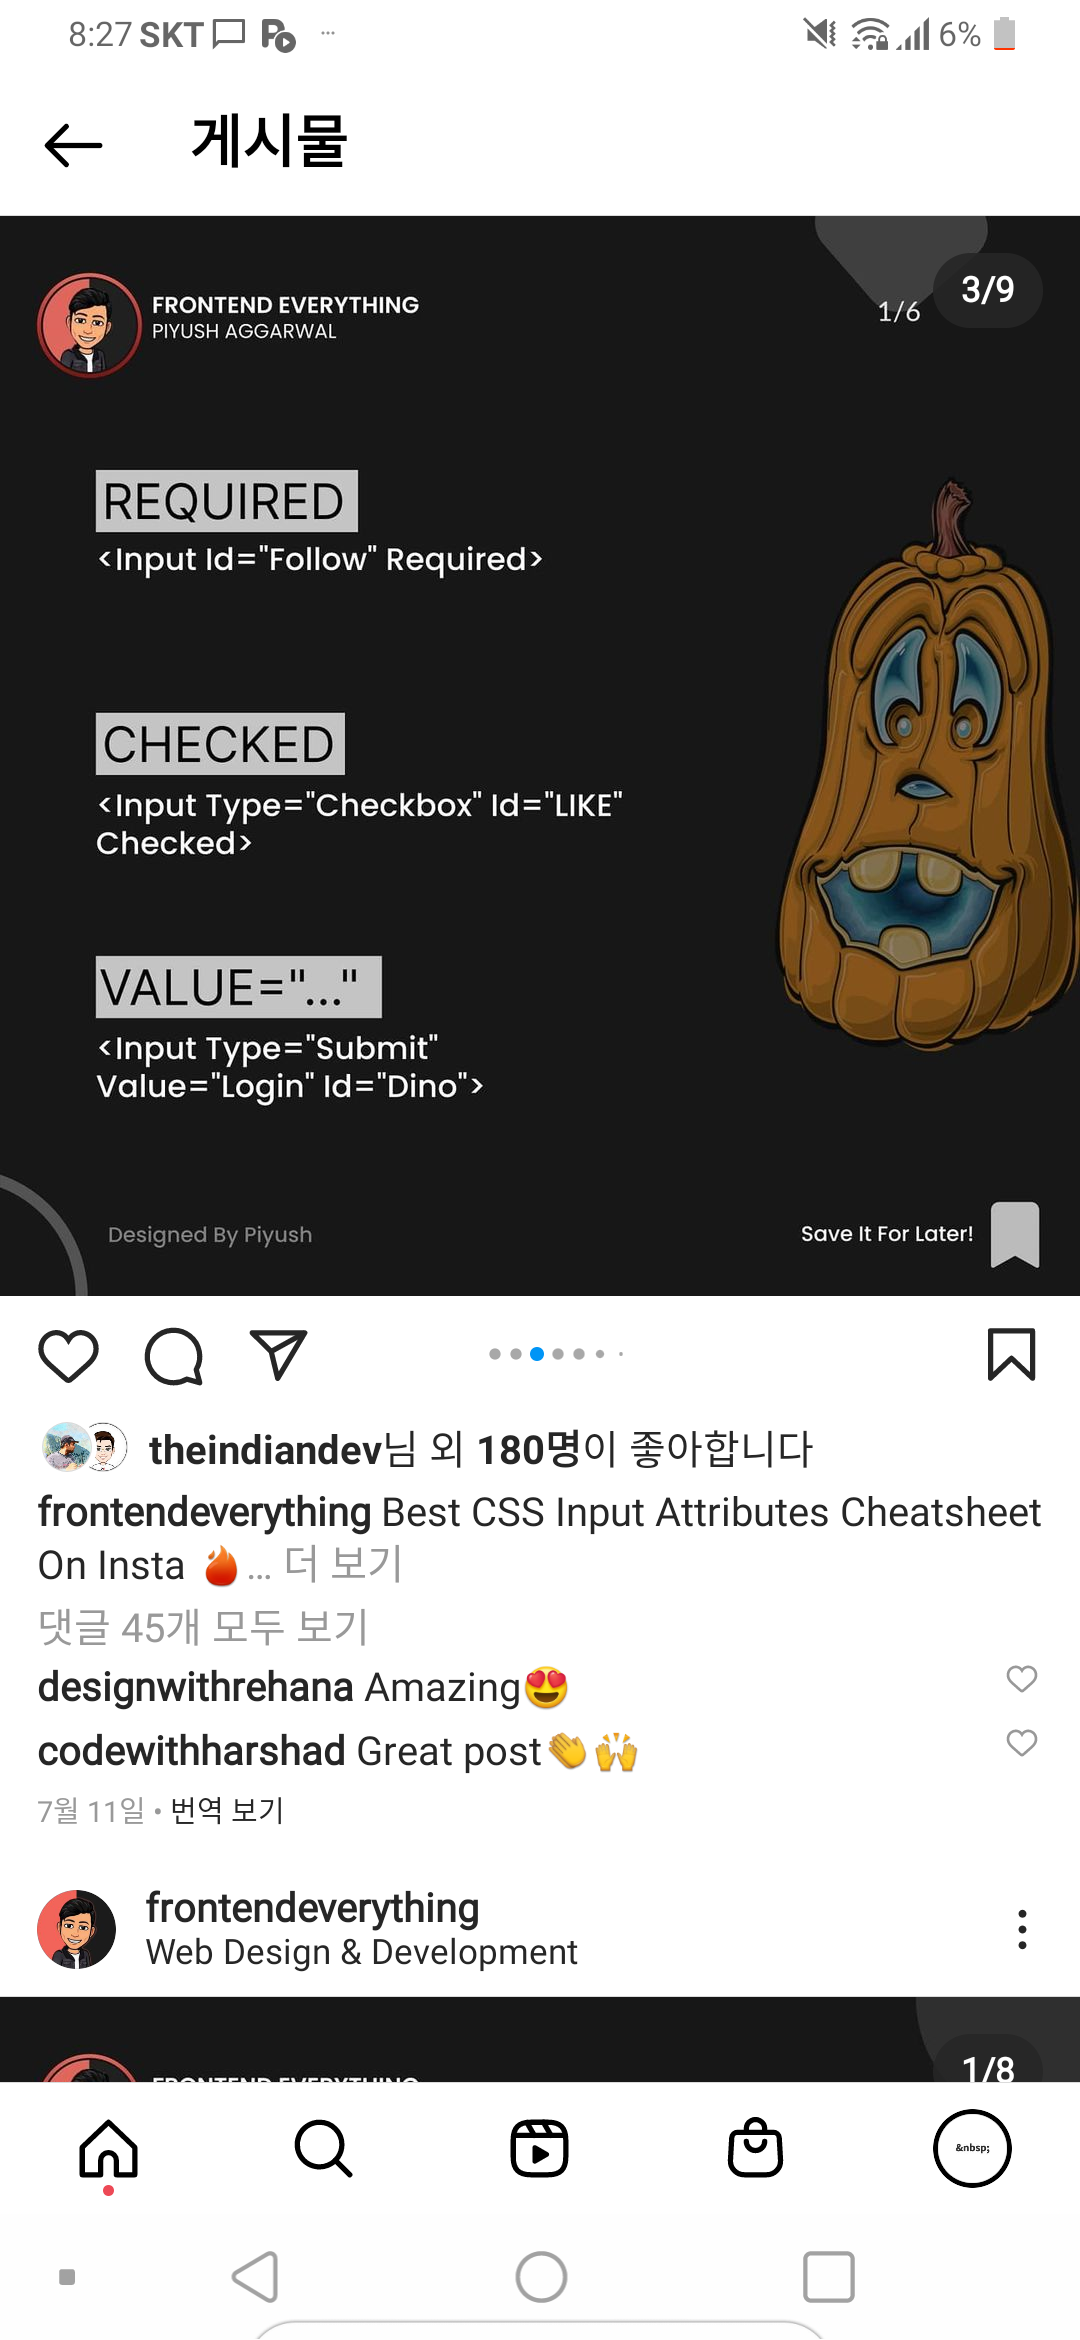 8:27 SKT
6%
게시물
FRONTEND EVERYTHING
PIYUSH AGGARWAL
1/6
3/9
REQUIRED
<Input Id="Follow" Required>
CHECKED
<Input Type="Checkbox" Id="LIKE"
Checked>
VALUE="..."
<Input Type="Submit"
Value="Login" Id="Dino">
Designed By Piyush
Save It For Later!
theindiandev님 외 180명이 좋아합니다
frontendeverything Best CSS Input Attributes Cheatsheet
On Insta 🔥... 더 보기
댓글 45개 모두 보기
designwithrehana Amazing😍
codewithharshad Great post👏🙌
7월 11일 • 번역 보기
frontendeverything
Web Design & Development
FRONTEND EVERYTHING
1/8
&nbsp;